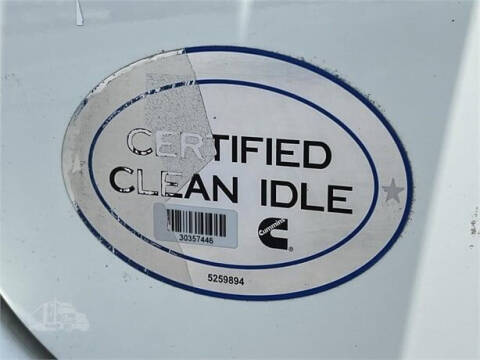 CERTIFIED
CLEAN IDLE
30357446
Cummins
®
5259894